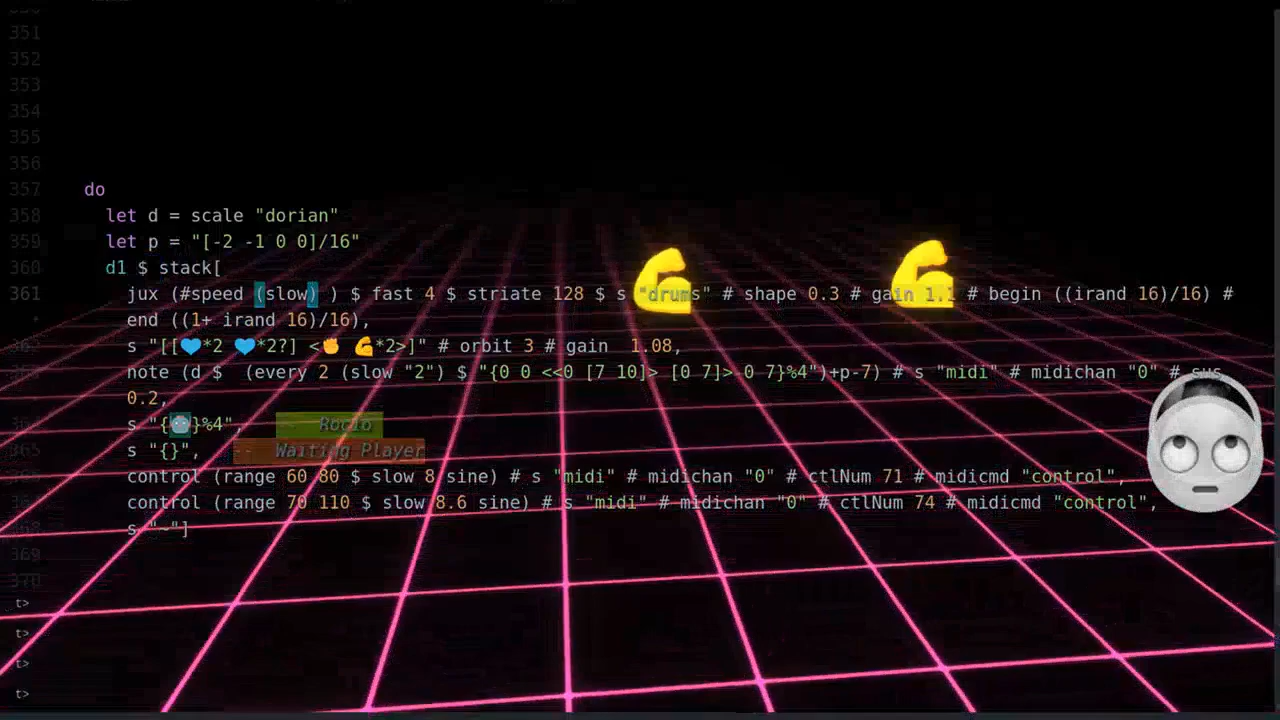 351
352
353
354
355
356
357 do
358 let d = scale "dorian"
359 let p = "[-2 -1 0 0]/16"
360 d1 $ stack[
361 jux (#speed (slow) ) $ fast 4 $ striate 128 $ s "drums" # shape 0.3 # gain 1.1 # begin ((irand 16)/16) #
end ((1+ irand 16)/16),
s "[[💙*2 💙*2?] <✊ 💪*2>]" # orbit 3 # gain 1.08,
note (d $ (every 2 (slow "2") $ "{0 0 <<0 [7 10]> [0 7]>-0 7}%4")+p-7) # s "midi" # midichan "0" # sus
0.2,
s "{}%4", Rocio
365 s "{}", -- Waiting Player
control (range 60 80 $ slow 8 sine) # s "midi" # midichan "0" # ctlNum 71 # midicmd "control",
control (range 70 110 $ slow 8.6 sine) # s "midi" # midichan "0" # ctlNum 74 # midicmd "control",
s "~"]
369
370
t>
t>
t>
t>